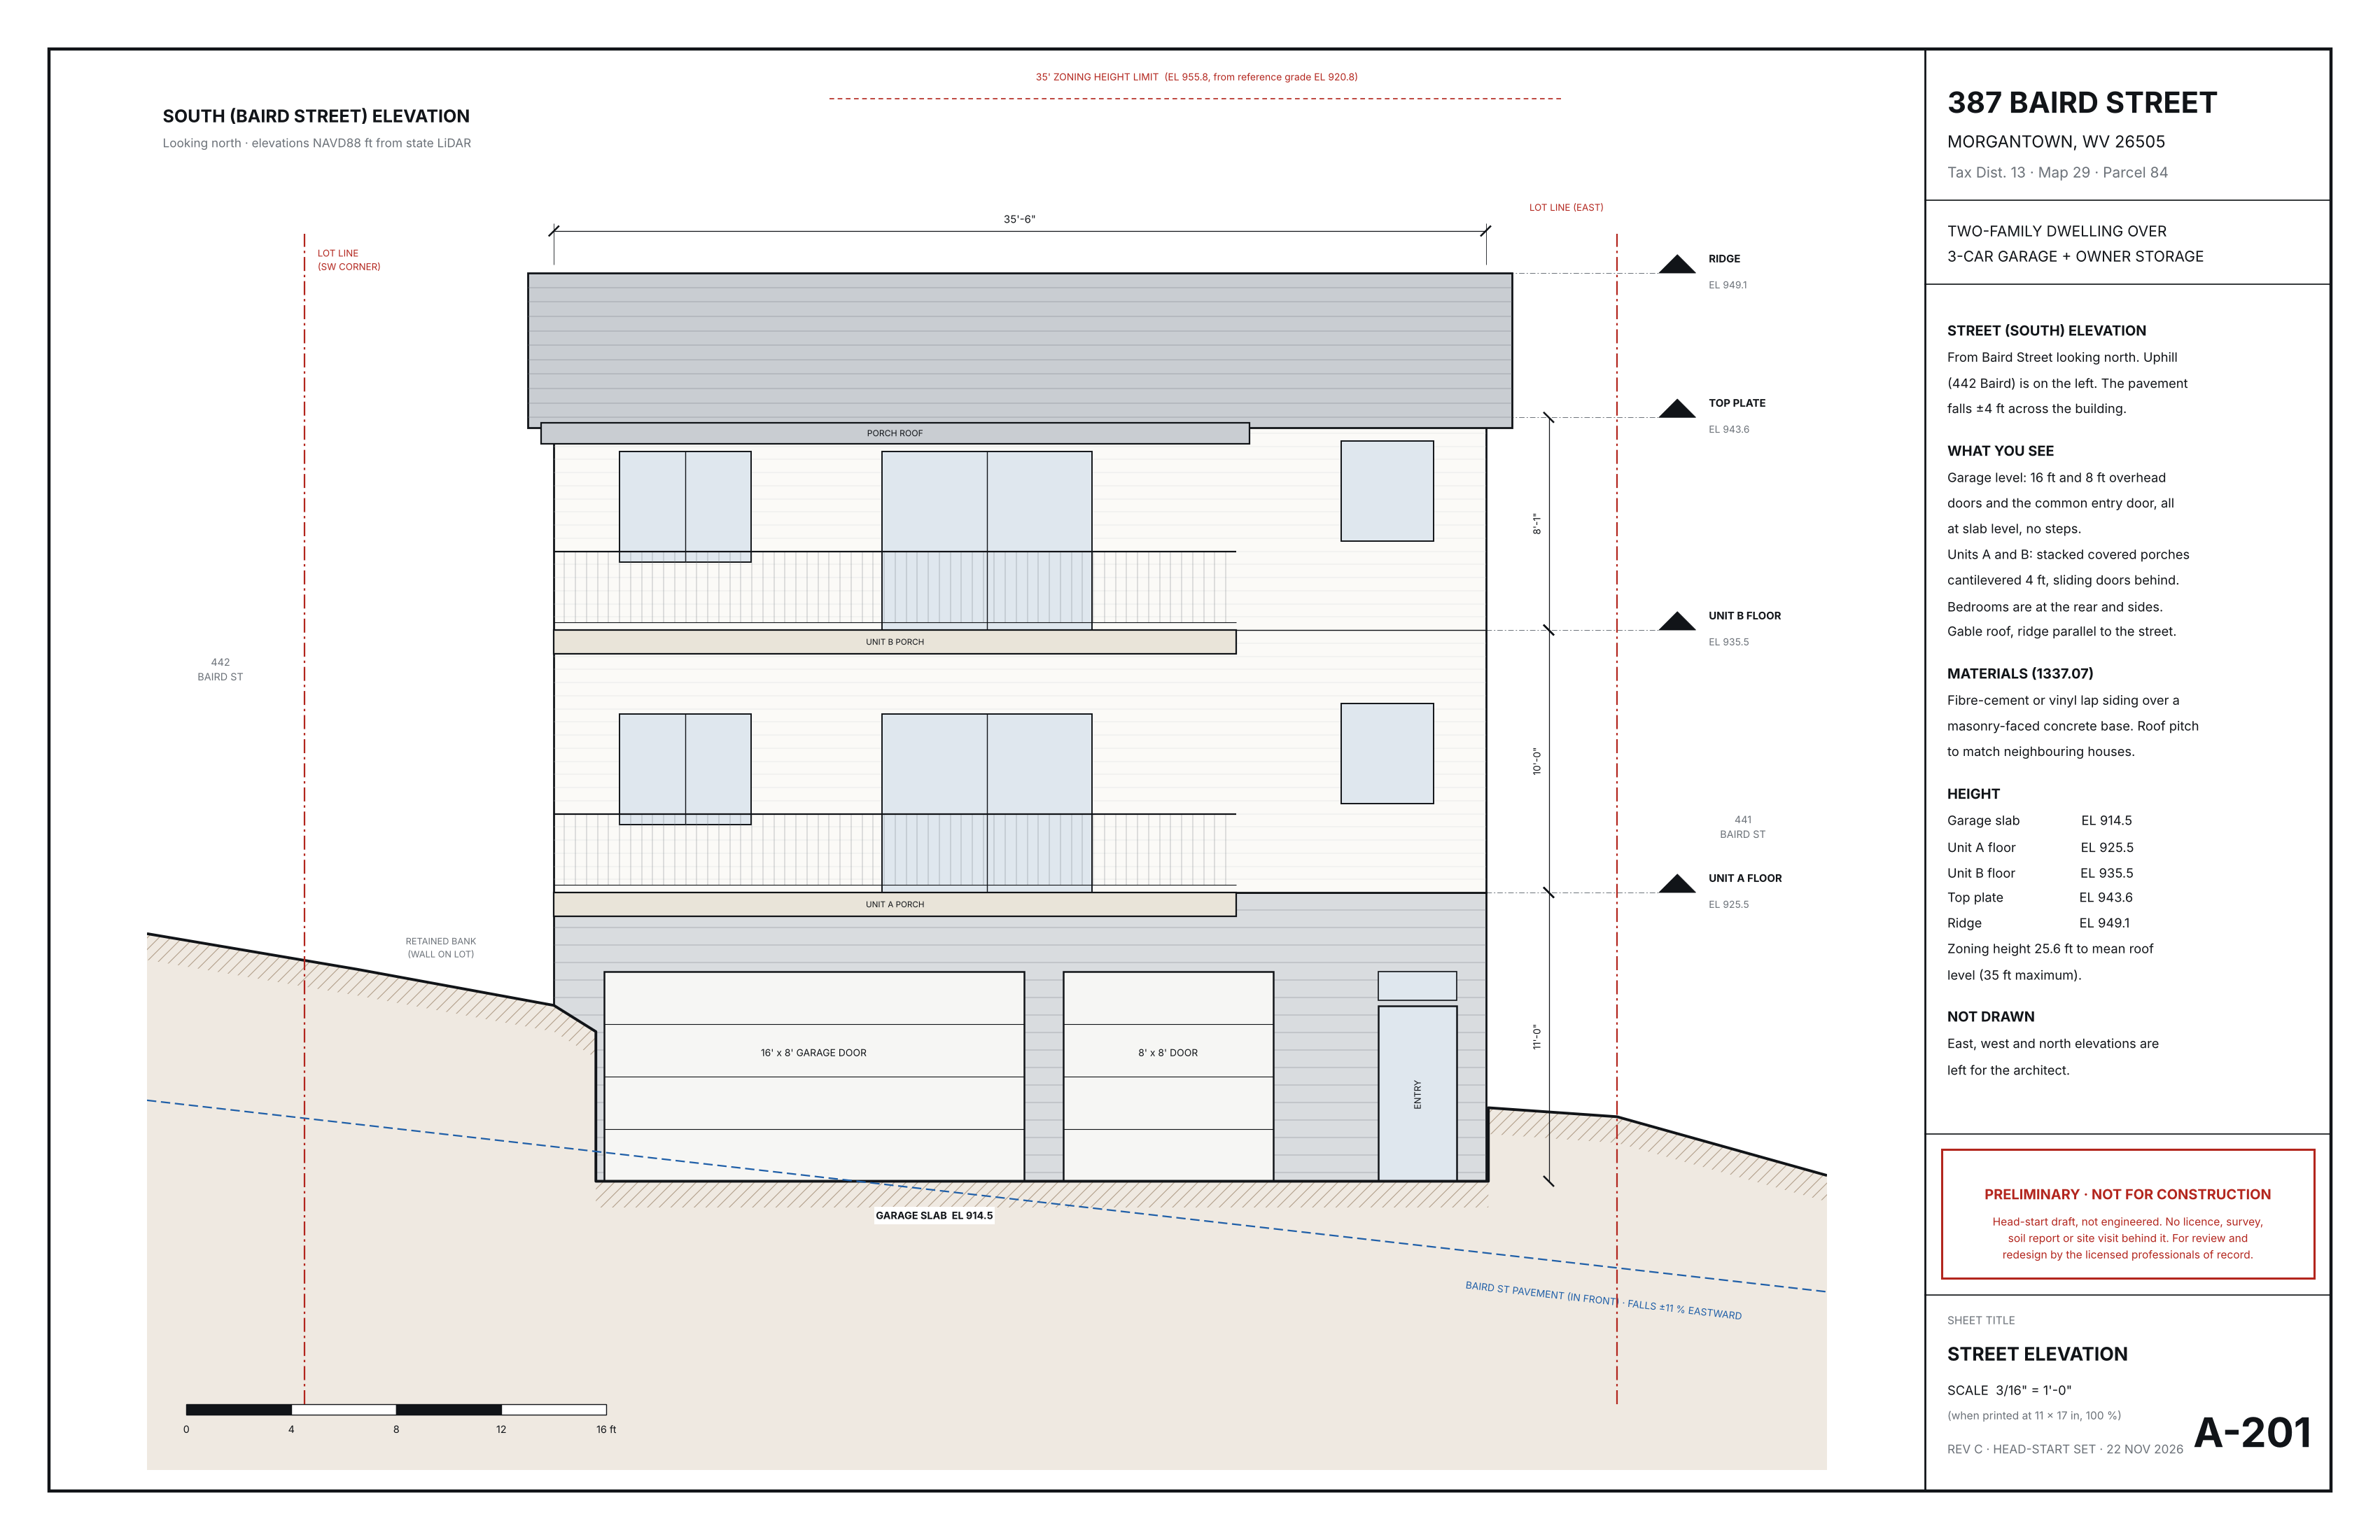 35' ZONING HEIGHT LIMIT (EL 955.8, from reference grade EL 920.8)
SOUTH (BAIRD STREET) ELEVATION
Looking north · elevations NAVD88 ft from state LiDAR
35'-6"
LOT LINE (EAST)
LOT LINE
(SW CORNER)
RIDGE
EL 949.1
TOP PLATE
EL 943.6
PORCH ROOF
8'-1"
UNIT B FLOOR
EL 935.5
UNIT B PORCH
442
BAIRD ST
10'-0"
441
BAIRD ST
UNIT A FLOOR
EL 925.5
UNIT A PORCH
RETAINED BANK
(WALL ON LOT)
16' x 8' GARAGE DOOR
8' x 8' DOOR
ENTRY
11'-0"
GARAGE SLAB EL 914.5
BAIRD ST PAVEMENT (IN FRONT) · FALLS ±11 % EASTWARD
0 4 8 12 16 ft
387 BAIRD STREET
MORGANTOWN, WV 26505
Tax Dist. 13 · Map 29 · Parcel 84
TWO-FAMILY DWELLING OVER
3-CAR GARAGE + OWNER STORAGE
STREET (SOUTH) ELEVATION
From Baird Street looking north. Uphill
(442 Baird) is on the left. The pavement
falls ±4 ft across the building.
WHAT YOU SEE
Garage level: 16 ft and 8 ft overhead
doors and the common entry door, all
at slab level, no steps.
Units A and B: stacked covered porches
cantilevered 4 ft, sliding doors behind.
Bedrooms are at the rear and sides.
Gable roof, ridge parallel to the street.
MATERIALS (1337.07)
Fibre-cement or vinyl lap siding over a
masonry-faced concrete base. Roof pitch
to match neighbouring houses.
HEIGHT
Garage slab EL 914.5
Unit A floor EL 925.5
Unit B floor EL 935.5
Top plate EL 943.6
Ridge EL 949.1
Zoning height 25.6 ft to mean roof
level (35 ft maximum).
NOT DRAWN
East, west and north elevations are
left for the architect.
PRELIMINARY · NOT FOR CONSTRUCTION
Head-start draft, not engineered. No licence, survey,
soil report or site visit behind it. For review and
redesign by the licensed professionals of record.
SHEET TITLE
STREET ELEVATION
SCALE 3/16" = 1'-0"
(when printed at 11 × 17 in, 100 %)
REV C · HEAD-START SET · 22 NOV 2026
A-201